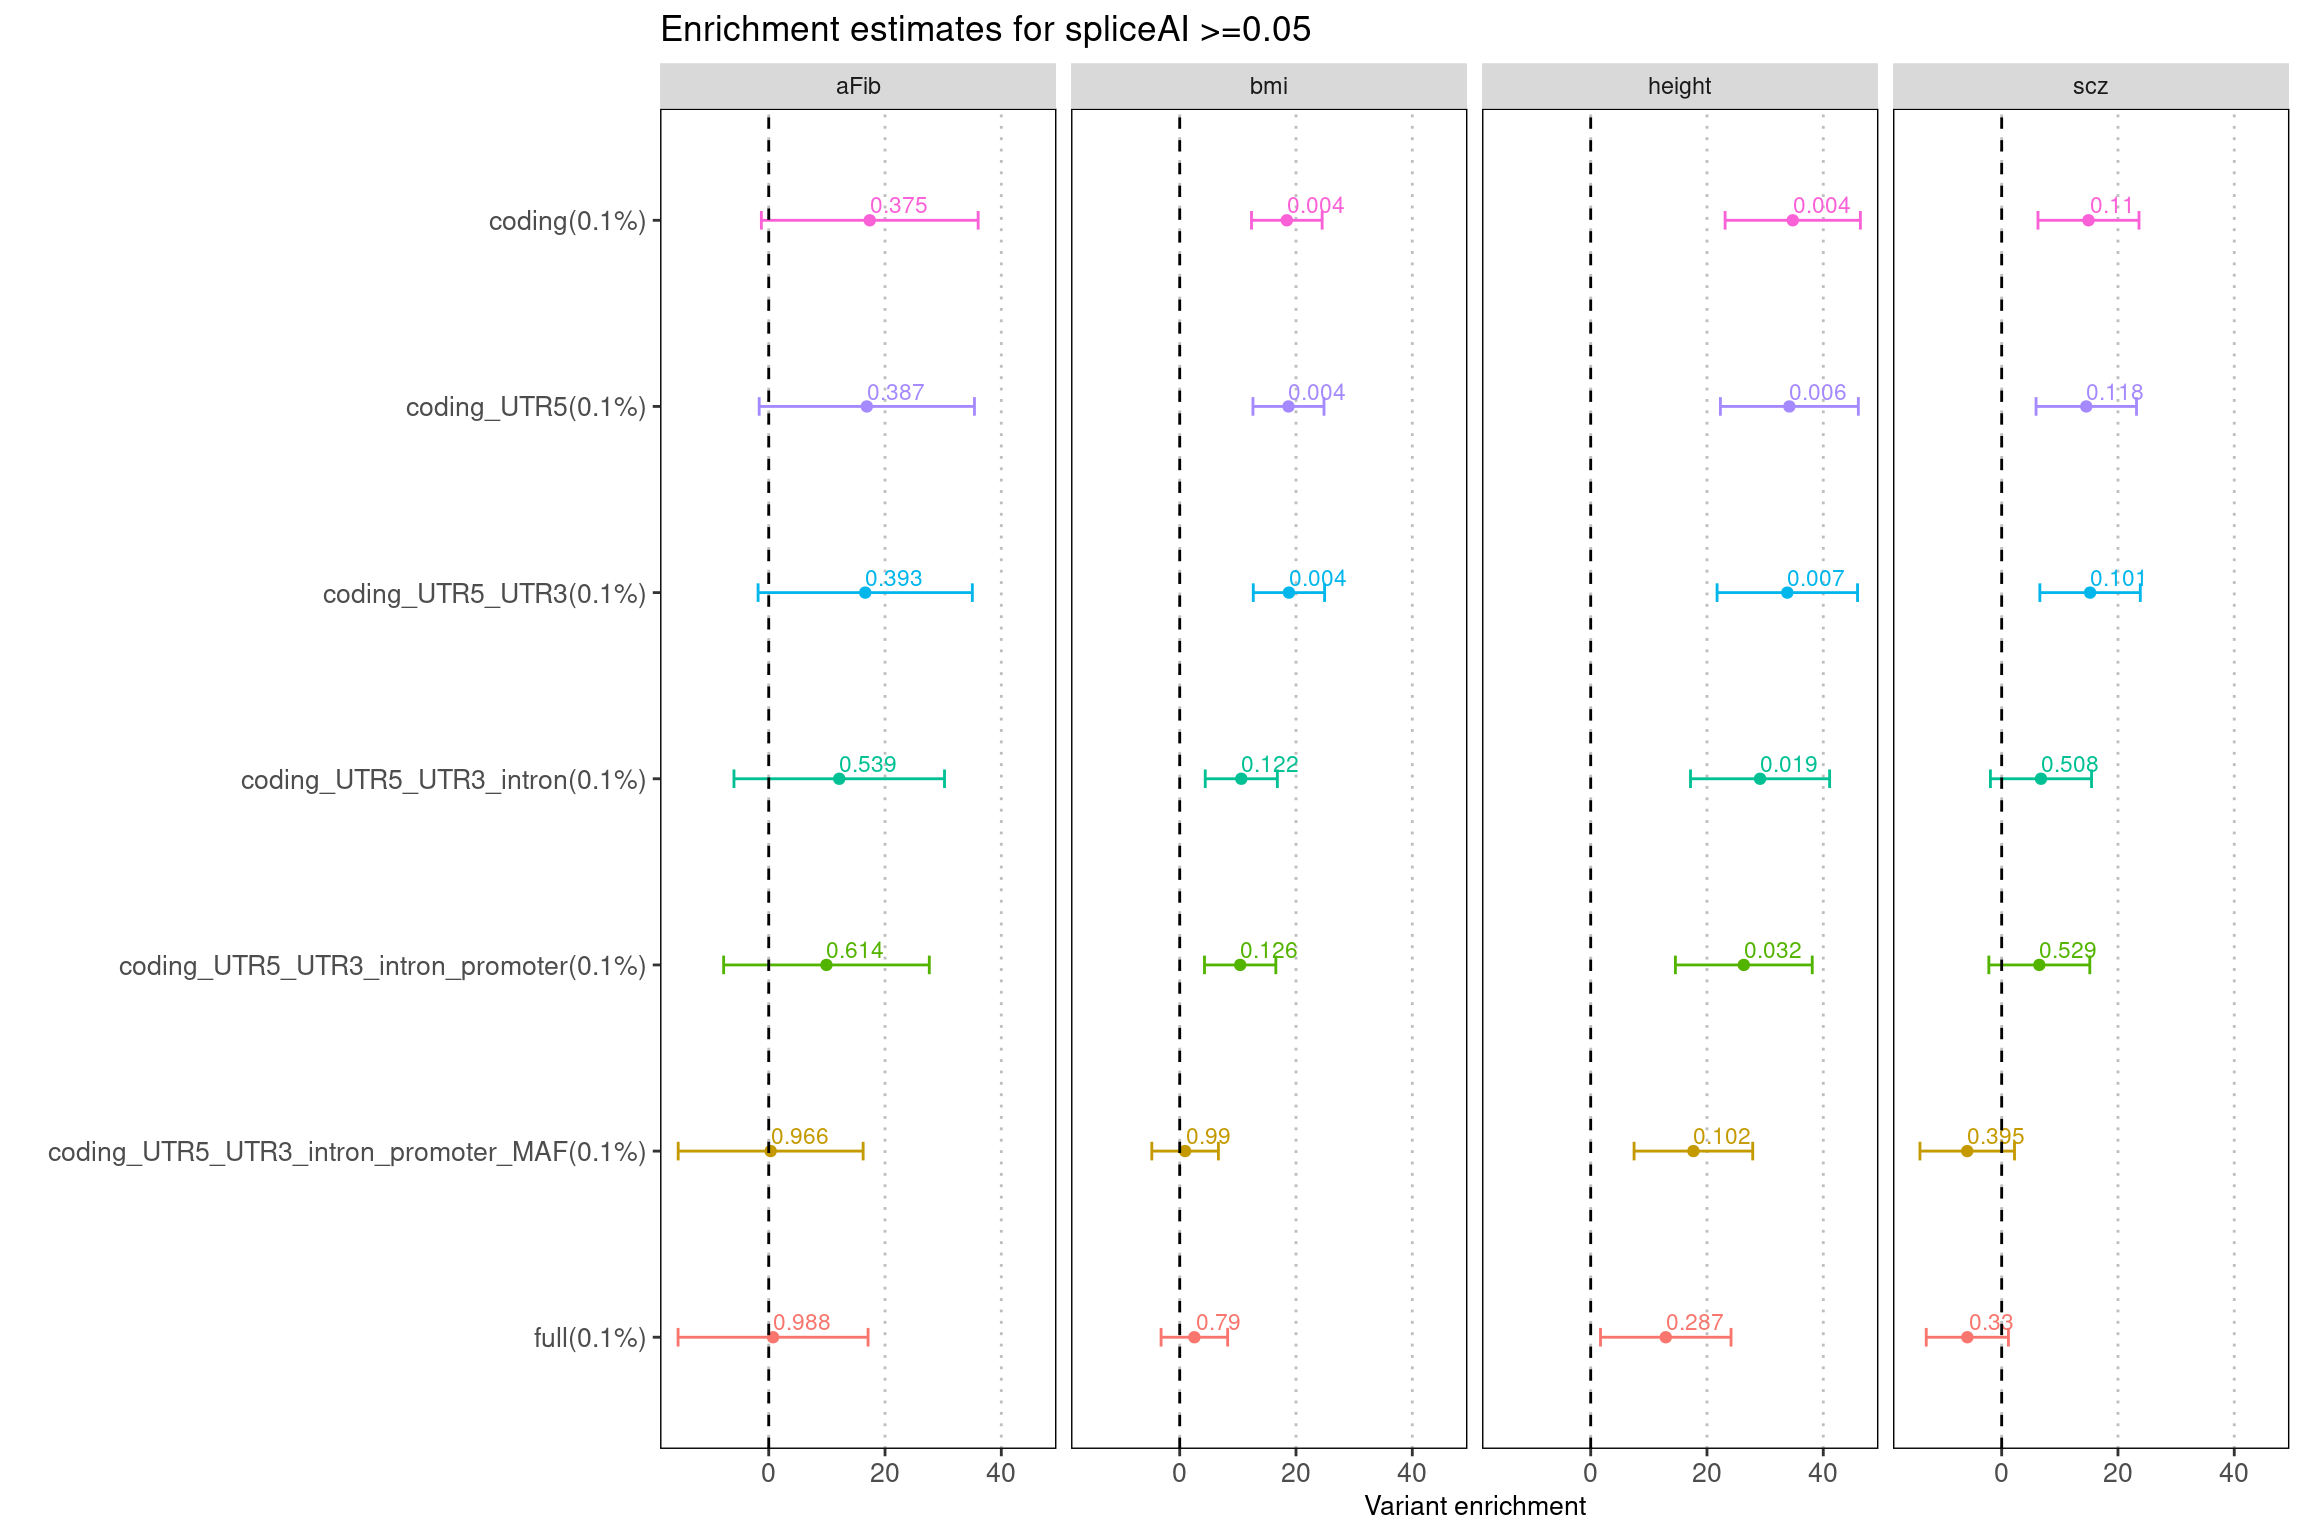 Enrichment estimates for spliceAI >=0.05
aFib bmi height scz
coding(0.1%) 0.375 0.004 0.004 0.11
coding_UTR5(0.1%) 0.387 0.004 0.006 0.118
coding_UTR5_UTR3(0.1%) 0.393 0.004 0.007 0.101
coding_UTR5_UTR3_intron(0.1%) 0.539 0.122 0.019 0.508
coding_UTR5_UTR3_intron_promoter(0.1%) 0.614 0.126 0.032 0.529
coding_UTR5_UTR3_intron_promoter_MAF(0.1%) 0.966 0.99 0.102 0.395
full(0.1%) 0.988 0.79 0.287 0.33
0 20 40 0 20 40 0 20 40 0 20 40
Variant enrichment